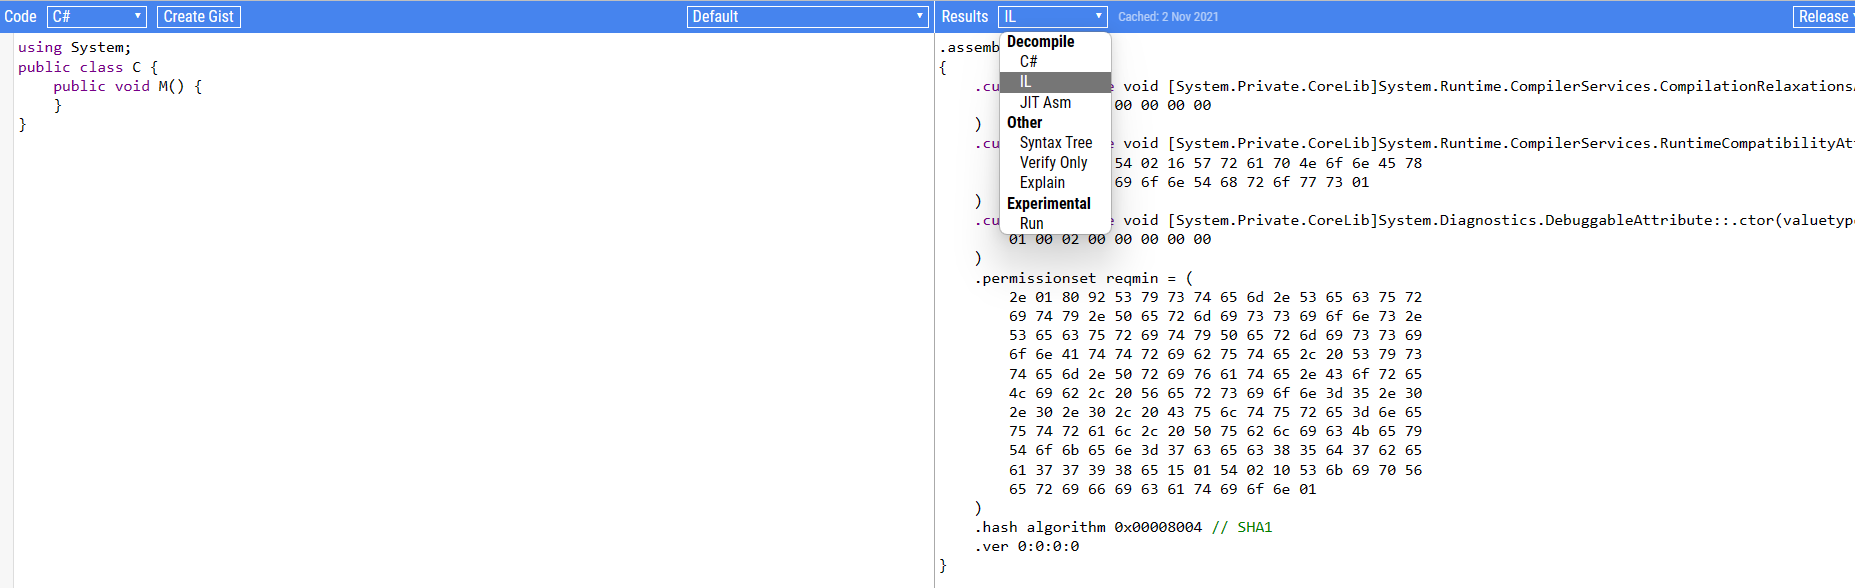 Code C# Create Gist Default Results IL Cached: 2 Nov 2021 Release
using System;
public class C {
    public void M() {
    }
}
Decompile
C#
IL
JIT Asm
Other
Syntax Tree
Verify Only
Explain
Experimental
Run
.assemb
{
    .cu void [System.Private.CoreLib]System.Runtime.CompilerServices.CompilationRelaxations
        00 00 00 00
    )
    .cu void [System.Private.CoreLib]System.Runtime.CompilerServices.RuntimeCompatibilityAt
        54 02 16 57 72 61 70 4e 6f 6e 45 78
        69 6f 6e 54 68 72 6f 77 73 01
    )
    .cu void [System.Private.CoreLib]System.Diagnostics.DebuggableAttribute::.ctor(valuetyp
        01 00 02 00 00 00 00 00
    )
    .permissionset reqmin = (
        2e 01 80 92 53 79 73 74 65 6d 2e 53 65 63 75 72
        69 74 79 2e 50 65 72 6d 69 73 73 69 6f 6e 73 2e
        53 65 63 75 72 69 74 79 50 65 72 6d 69 73 73 69
        6f 6e 41 74 74 72 69 62 75 74 65 2c 20 53 79 73
        74 65 6d 2e 50 72 69 76 61 74 65 2e 43 6f 72 65
        4c 69 62 2c 20 56 65 72 73 69 6f 6e 3d 35 2e 30
        2e 30 2e 30 2c 20 43 75 6c 74 75 72 65 3d 6e 65
        75 74 72 61 6c 2c 20 50 75 62 6c 69 63 4b 65 79
        54 6f 6b 65 6e 3d 37 63 65 63 38 35 64 37 62 65
        61 37 37 39 38 65 15 01 54 02 10 53 6b 69 70 56
        65 72 69 66 69 63 61 74 69 6f 6e 01
    )
    .hash algorithm 0x00008004 // SHA1
    .ver 0:0:0:0
}